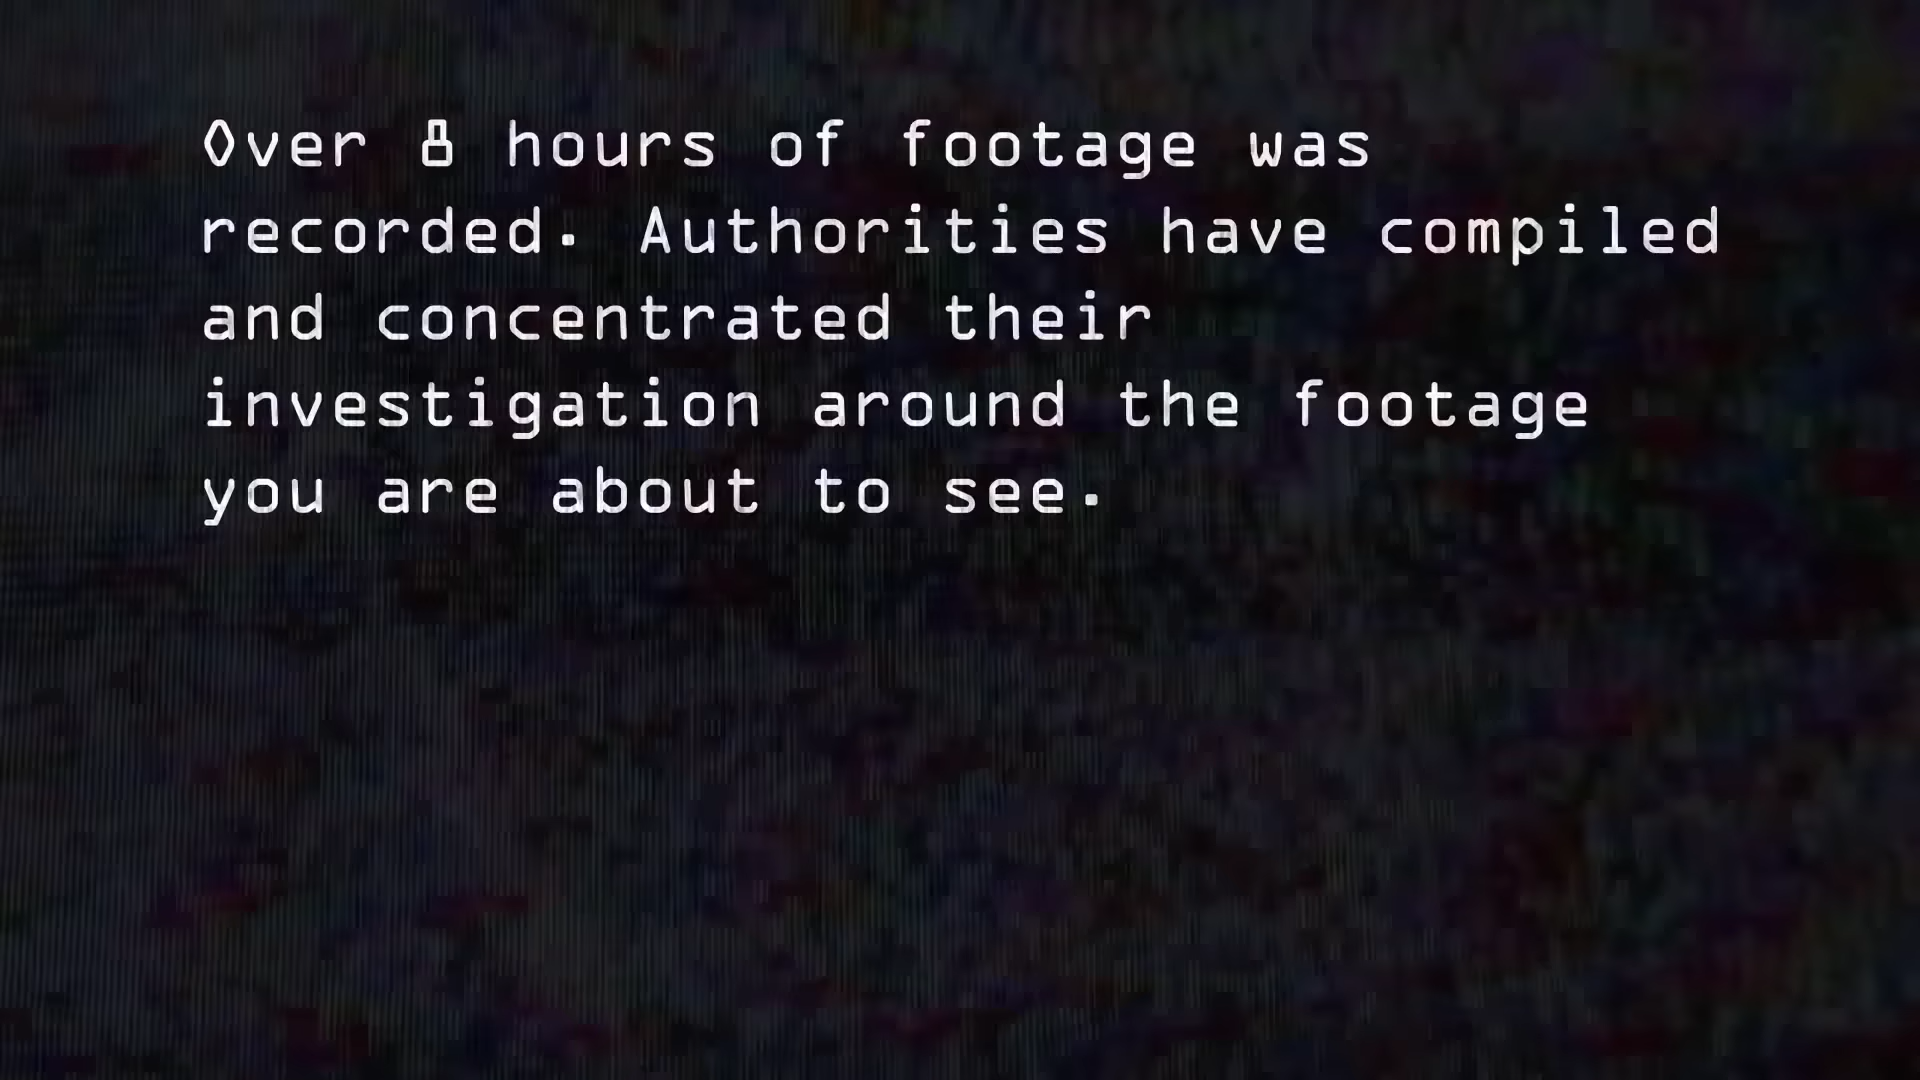 Over 8 hours of footage was
recorded. Authorities have compiled
and concentrated their
investigation around the footage
you are about to see.